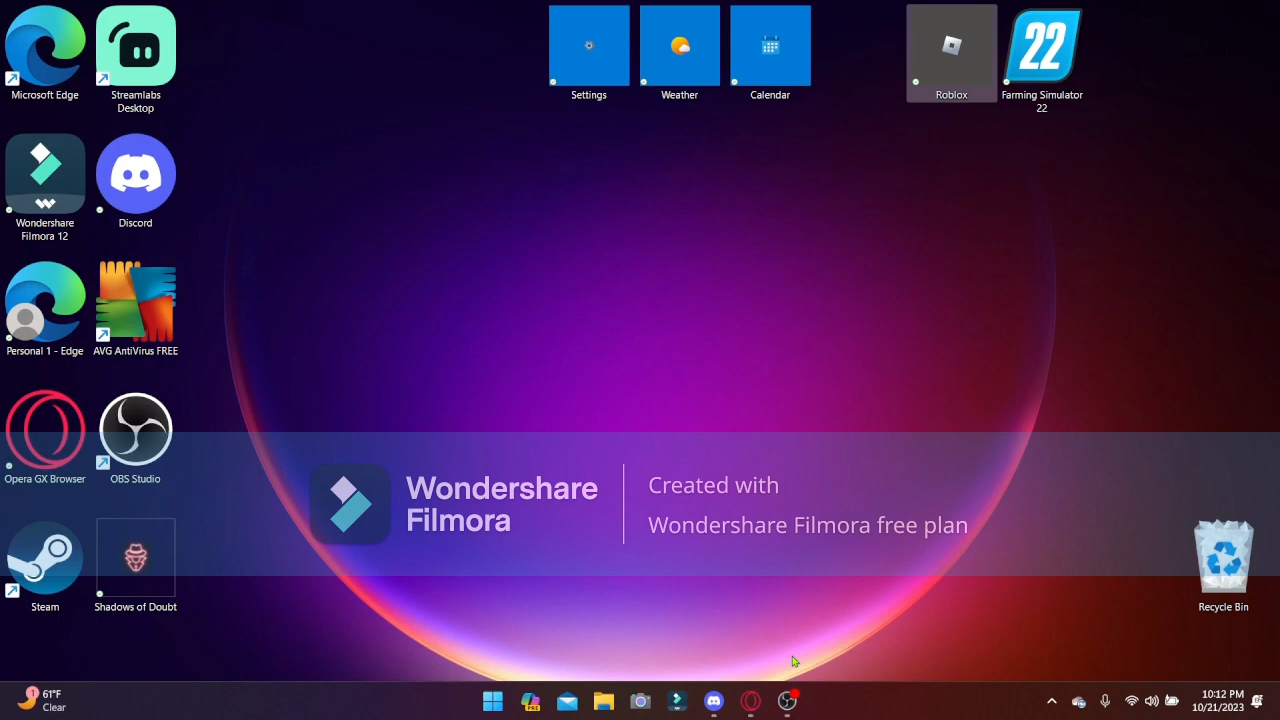 Microsoft Edge
Streamlabs
Desktop
Settings
Weather
Calendar
Roblox
22
Farming Simulator
22
Wondershare
Filmora 12
Discord
Personal 1 - Edge
AVG AntiVirus FREE
Opera GX Browser
OBS Studio
Wondershare
Filmora
Created with
Wondershare Filmora free plan
Steam
Shadows of Doubt
Recycle Bin
1
61°F
Clear
PRE
10:12 PM
10/21/2023